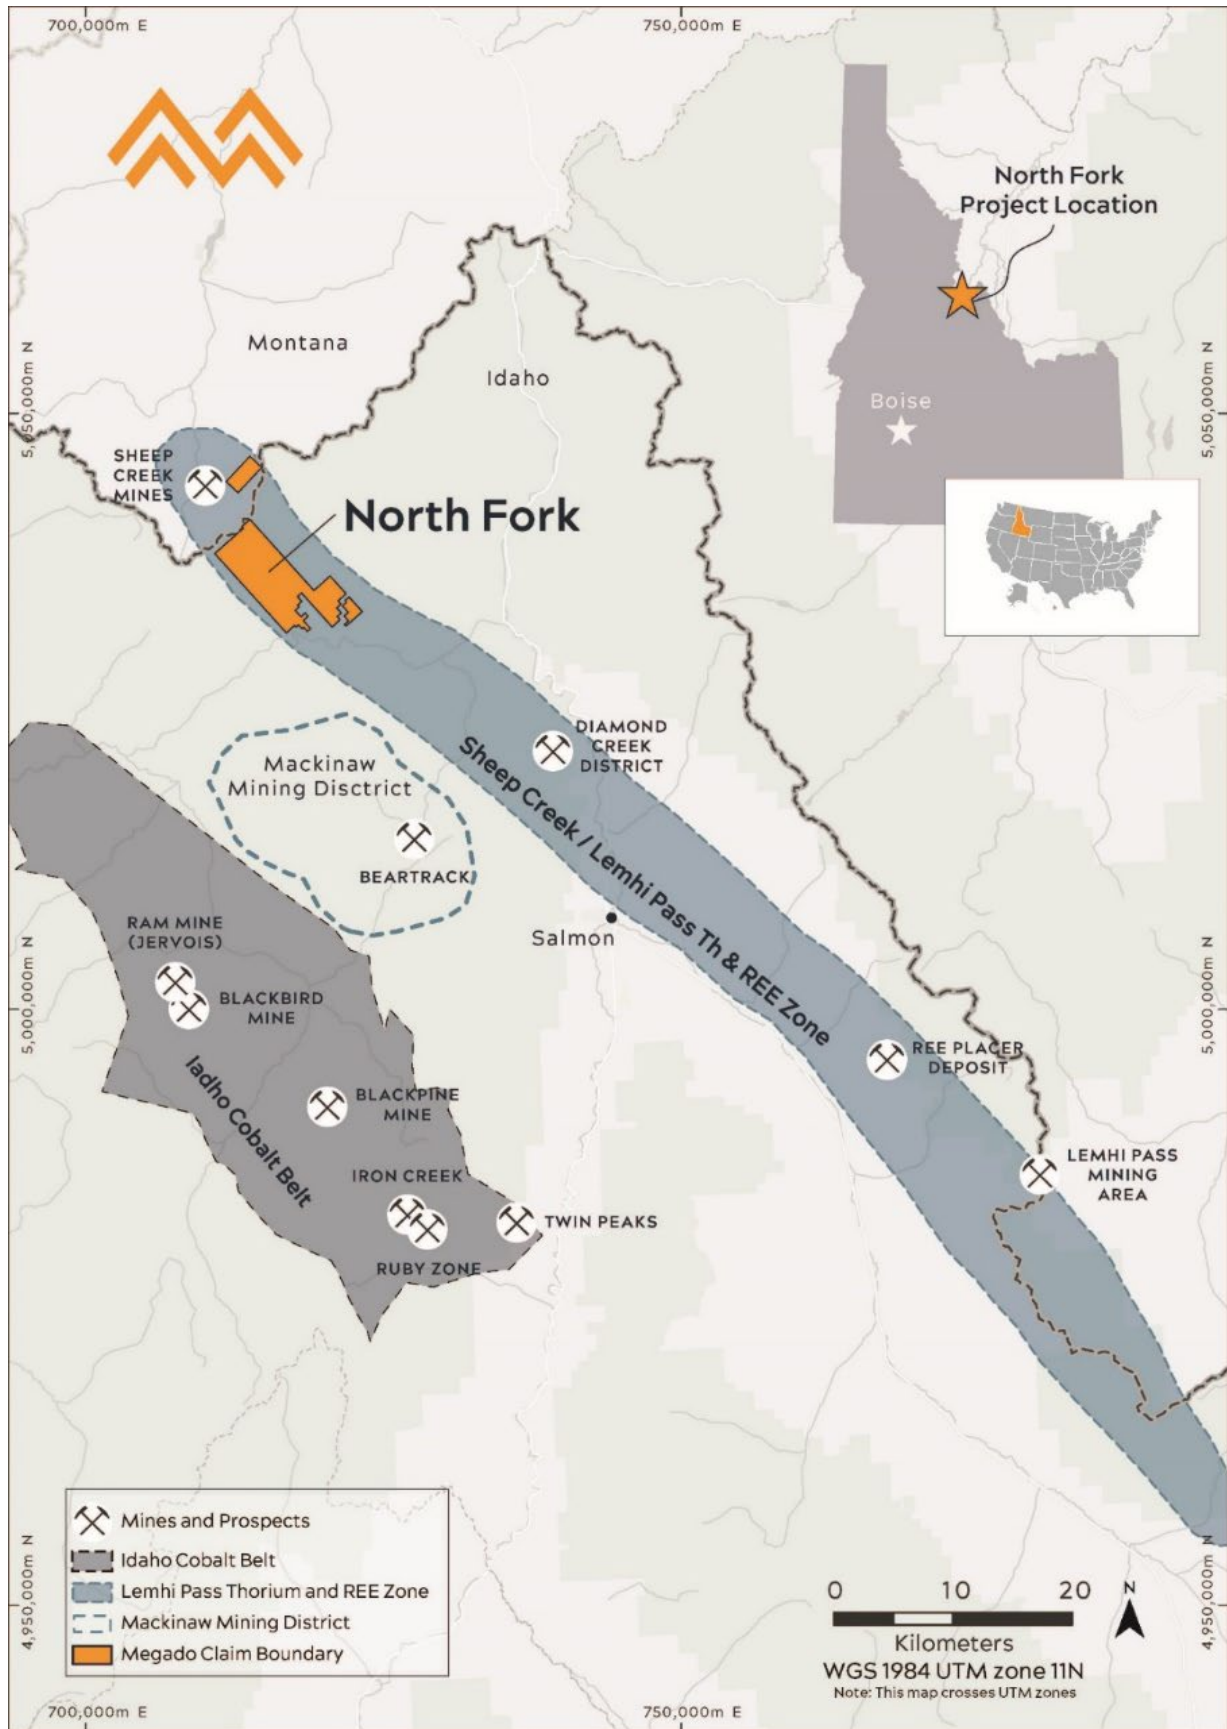 700,000m E
750,000m E
North Fork
Project Location
Montana
Idaho
Boise
5,050,000m N
5,050,000m N
SHEEP
CREEK
MINES
North Fork
DIAMOND
CREEK
DISTRICT
Mackinaw
Mining Disctrict
BEARTRACK
Sheep Creek / Lemhi Pass Th & REE Zone
Salmon
RAM MINE
(JERVOIS)
BLACKBIRD
MINE
5,000,000m N
5,000,000m N
REE PLACER
DEPOSIT
BLACKPINE
MINE
Iadho Cobalt Belt
IRON CREEK
LEMHI PASS
MINING
AREA
TWIN PEAKS
RUBY ZONE
Mines and Prospects
Idaho Cobalt Belt
Lemhi Pass Thorium and REE Zone
Mackinaw Mining District
Megado Claim Boundary
0 10 20
N
Kilometers
WGS 1984 UTM zone 11N
Note: This map crosses UTM zones
4,950,000m N
4,950,000m N
700,000m E
750,000m E